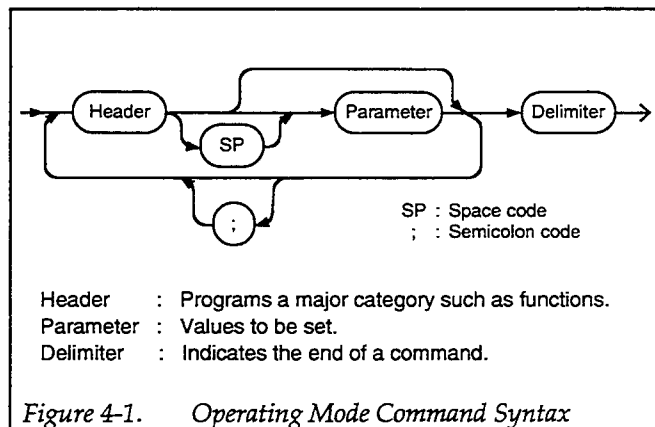 Header
Parameter
Delimiter
SP
;
SP : Space code
; : Semicolon code
Header : Programs a major category such as functions.
Parameter : Values to be set.
Delimiter : Indicates the end of a command.
Figure 4-1. Operating Mode Command Syntax